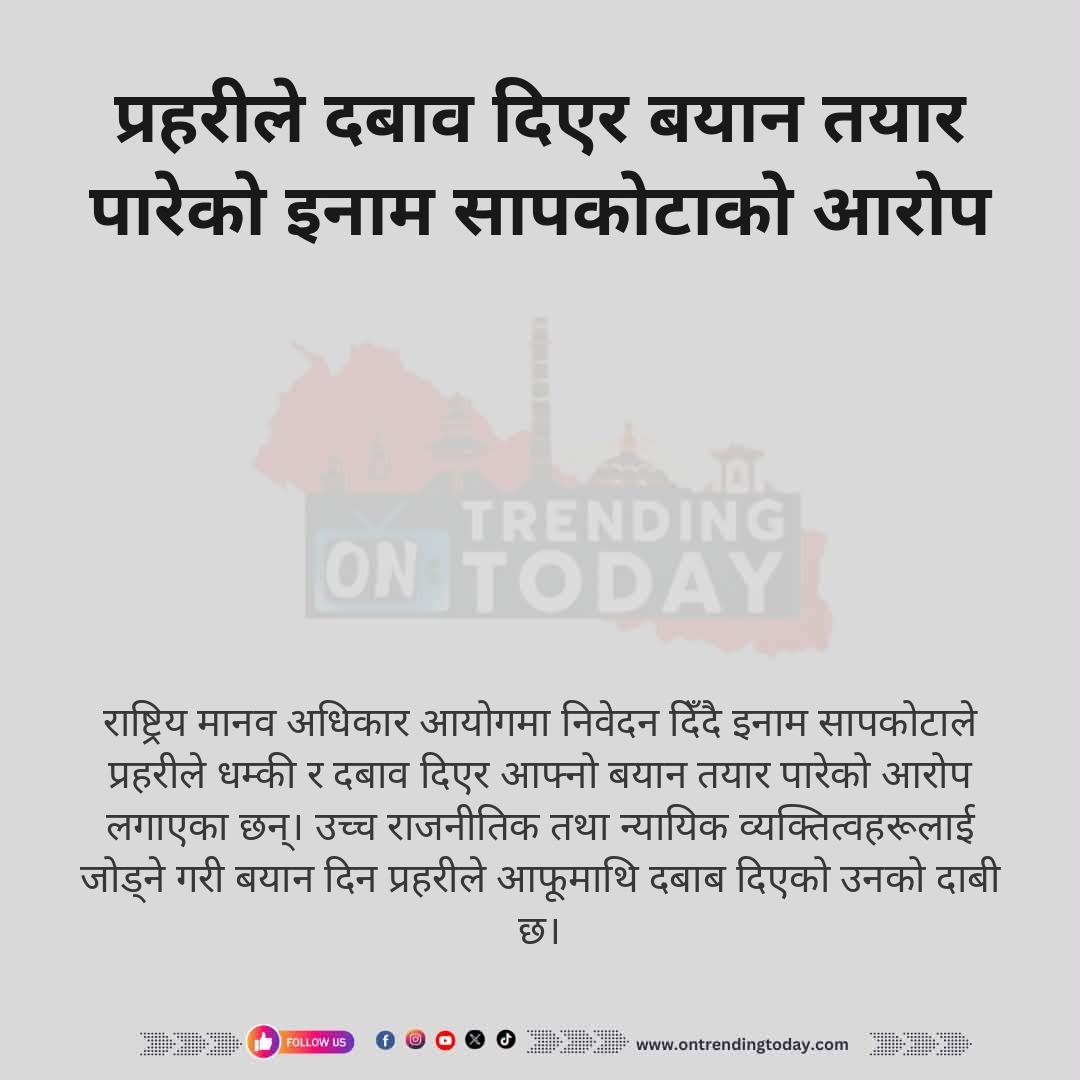 प्रहरीले दबाव दिएर बयान तयार
पारेको इनाम सापकोटाको आरोप
TRENDING
ON TODAY
राष्ट्रिय मानव अधिकार आयोगमा निवेदन दिँदै इनाम सापकोटाले
प्रहरीले धम्की र दबाव दिएर आफ्नो बयान तयार पारेको आरोप
लगाएका छन्। उच्च राजनीतिक तथा न्यायिक व्यक्तित्वहरूलाई
जोड्ने गरी बयान दिन प्रहरीले आफूमाथि दबाब दिएको उनको दाबी
छ।
FOLLOW US www.ontrendingtoday.com